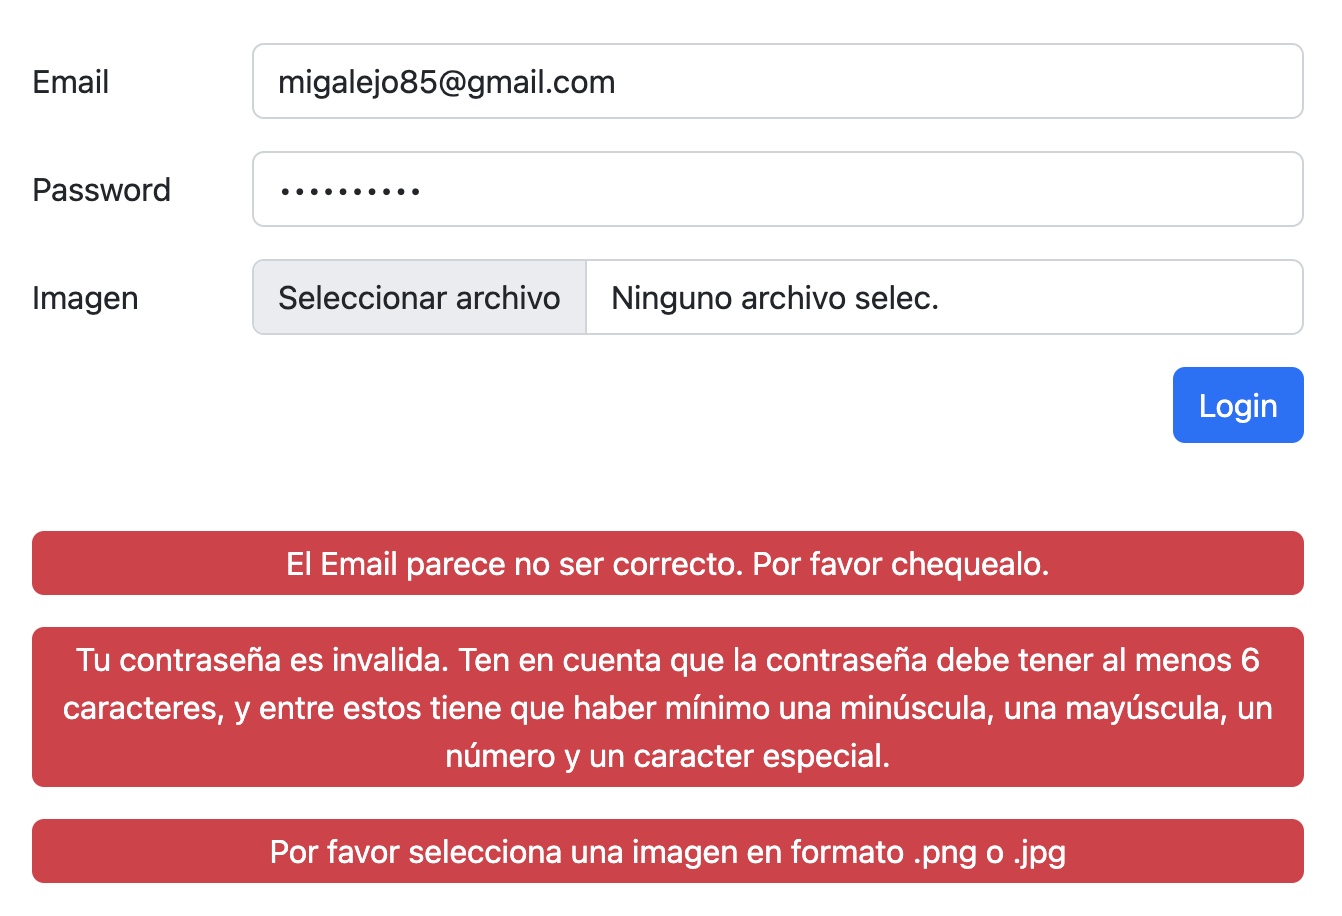 Email
migalejo85@gmail.com
Password
••••••••••
Imagen
Seleccionar archivo
Ninguno archivo selec.
Login
El Email parece no ser correcto. Por favor chequealo.
Tu contraseña es invalida. Ten en cuenta que la contraseña debe tener al menos 6
caracteres, y entre estos tiene que haber mínimo una minúscula, una mayúscula, un
número y un caracter especial.
Por favor selecciona una imagen en formato .png o .jpg